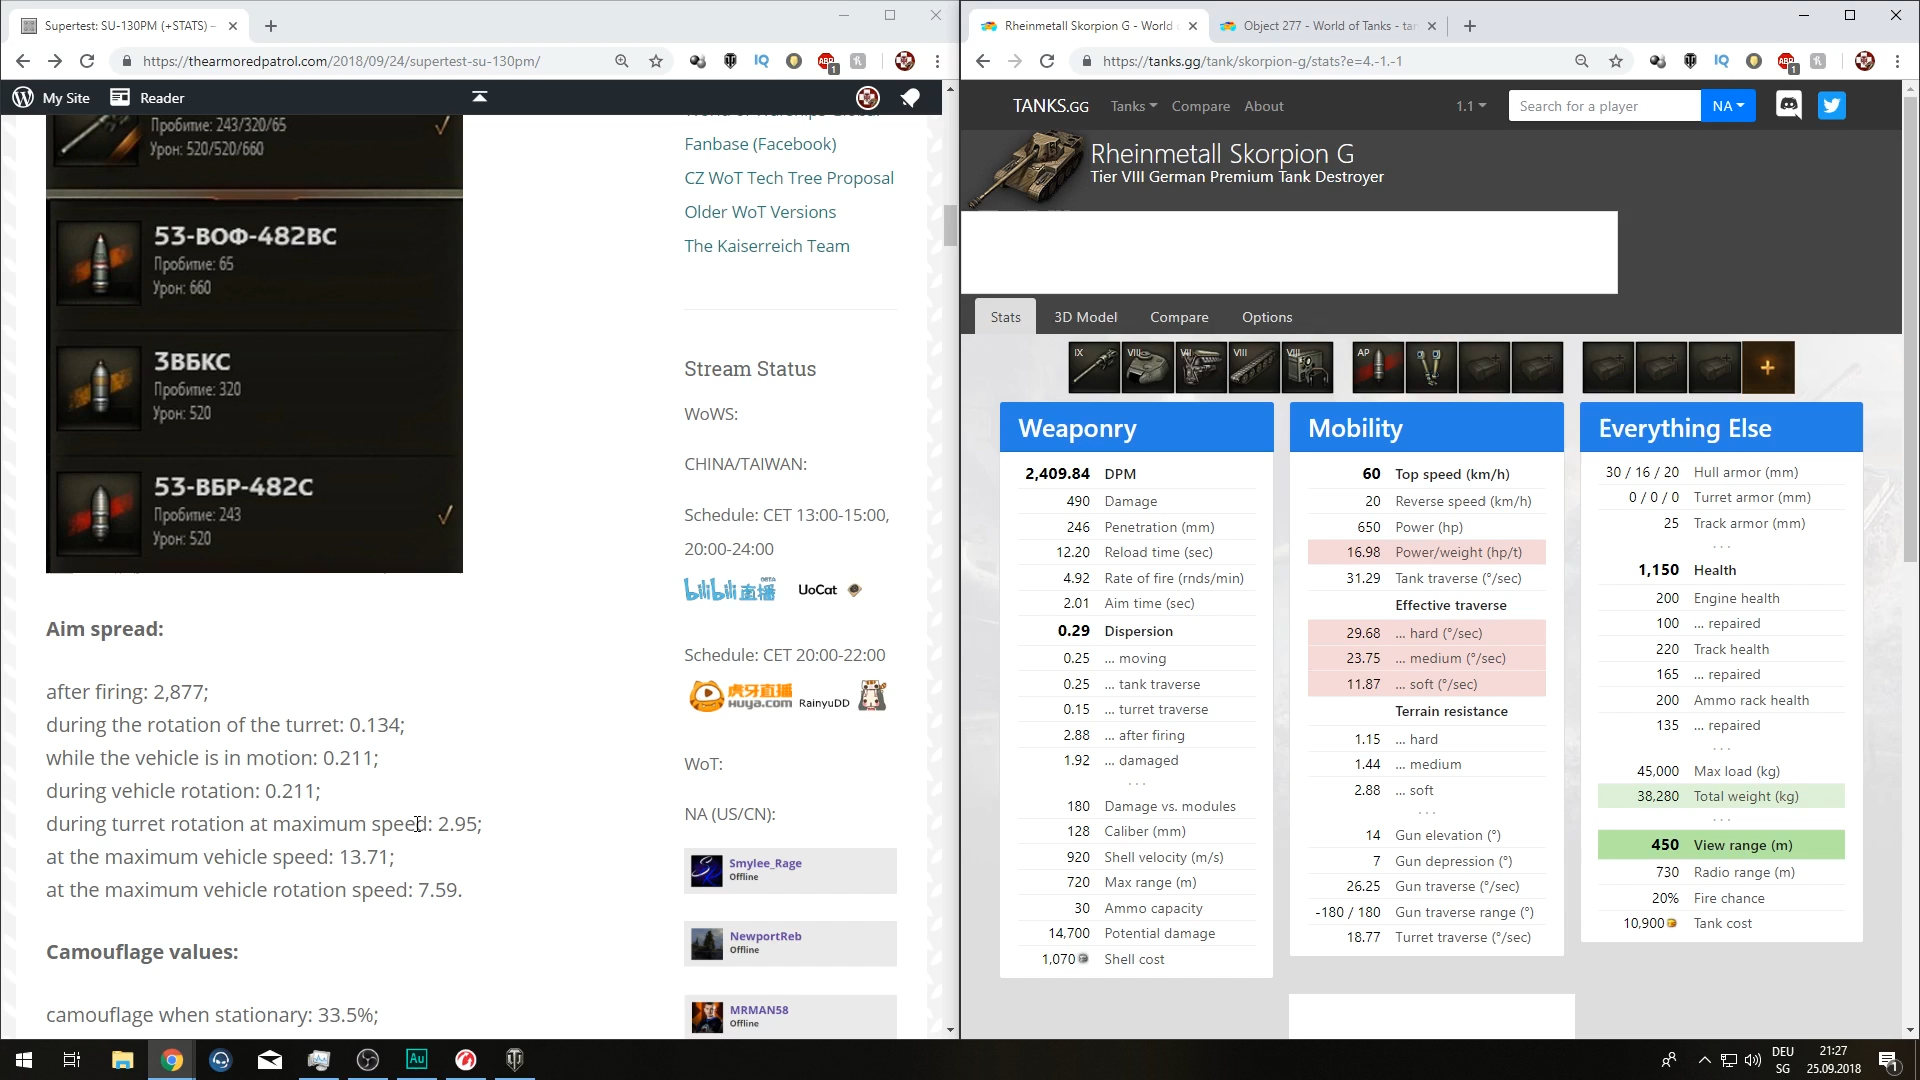 Supertest: SU-130PM (+STATS) –
https://thearmoredpatrol.com/2018/09/24/supertest-su-130pm/
My Site
Reader
Пробитие: 243/320/65
Урон: 520/520/660
53-ВОФ-482ВС
Пробитие: 65
Урон: 660
3ВБКС
Пробитие: 320
Урон: 520
53-ВБР-482С
Пробитие: 243
Урон: 520
Aim spread:
after firing: 2,877;
during the rotation of the turret: 0.134;
while the vehicle is in motion: 0.211;
during vehicle rotation: 0.211;
during turret rotation at maximum speed: 2.95;
at the maximum vehicle speed: 13.71;
at the maximum vehicle rotation speed: 7.59.
Camouflage values:
camouflage when stationary: 33.5%;
Fanbase (Facebook)
CZ WoT Tech Tree Proposal
Older WoT Versions
The Kaiserreich Team
Stream Status
WoWS:
CHINA/TAIWAN:
Schedule: CET 13:00-15:00,
20:00-24:00
bilibili 直播 BETA UoCat
Schedule: CET 20:00-22:00
虎牙直播 HUYA.com RainyuDD
WoT:
NA (US/CN):
Smylee_Rage
Offline
NewportReb
Offline
MRMAN58
Offline
Rheinmetall Skorpion G - World
Object 277 - World of Tanks - tan
https://tanks.gg/tank/skorpion-g/stats?e=4.-1.-1
TANKS.GG Tanks Compare About 1.1 Search for a player NA
Rheinmetall Skorpion G
Tier VIII German Premium Tank Destroyer
Stats 3D Model Compare Options
IX VIII VII VIII VIII AP
Weaponry
2,409.84 DPM
490 Damage
246 Penetration (mm)
12.20 Reload time (sec)
4.92 Rate of fire (rnds/min)
2.01 Aim time (sec)
0.29 Dispersion
0.25 ... moving
0.25 ... tank traverse
0.15 ... turret traverse
2.88 ... after firing
1.92 ... damaged
...
180 Damage vs. modules
128 Caliber (mm)
920 Shell velocity (m/s)
720 Max range (m)
30 Ammo capacity
14,700 Potential damage
1,070 Shell cost
Mobility
60 Top speed (km/h)
20 Reverse speed (km/h)
650 Power (hp)
16.98 Power/weight (hp/t)
31.29 Tank traverse (°/sec)
Effective traverse
29.68 ... hard (°/sec)
23.75 ... medium (°/sec)
11.87 ... soft (°/sec)
Terrain resistance
1.15 ... hard
1.44 ... medium
2.88 ... soft
...
14 Gun elevation (°)
7 Gun depression (°)
26.25 Gun traverse (°/sec)
-180 / 180 Gun traverse range (°)
18.77 Turret traverse (°/sec)
Everything Else
30 / 16 / 20 Hull armor (mm)
0 / 0 / 0 Turret armor (mm)
25 Track armor (mm)
...
1,150 Health
200 Engine health
100 ... repaired
220 Track health
165 ... repaired
200 Ammo rack health
135 ... repaired
...
45,000 Max load (kg)
38,280 Total weight (kg)
...
450 View range (m)
730 Radio range (m)
20% Fire chance
10,900 Tank cost
DEU
SG
21:27
25.09.2018